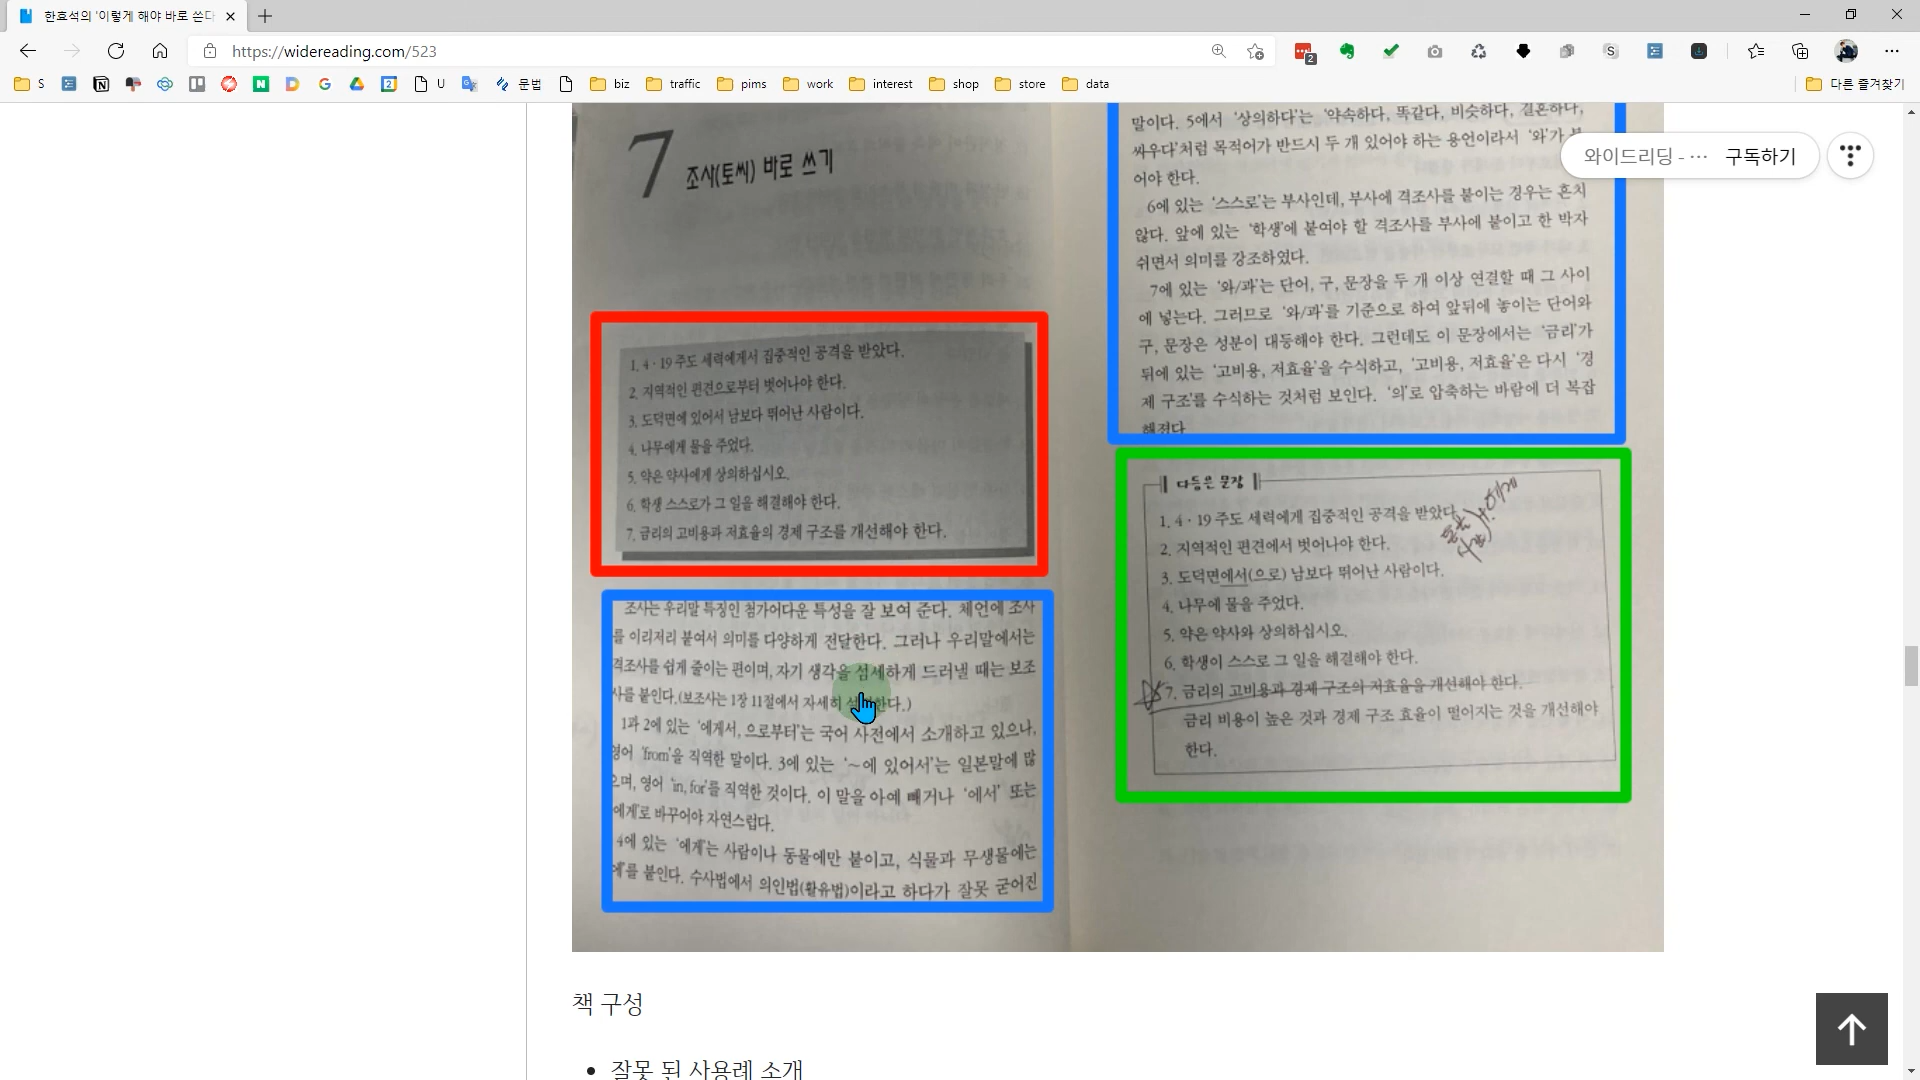 한효석의 '이렇게 해야 바로 쓴다
https://widereading.com/523
2
S
U
문법
biz
traffic
pims
work
interest
shop
store
data
다른 즐겨찾기
와이드리딩 - ···
구독하기
7 조사(토씨) 바로 쓰기
1. 4 · 19 주도 세력에게서 집중적인 공격을 받았다.
2. 지역적인 편견으로부터 벗어나야 한다.
3. 도덕면에 있어서 남보다 뛰어난 사람이다.
4. 나무에게 물을 주었다.
5. 약은 약사에게 상의하십시오.
6. 학생 스스로가 그 일을 해결해야 한다.
7. 금리의 고비용과 저효율의 경제 구조를 개선해야 한다.
조사는 우리말 특징인 첨가어다운 특성을 잘 보여 준다. 체언에 조사
를 이리저리 붙여서 의미를 다양하게 전달한다. 그러나 우리말에서는
격조사를 쉽게 줄이는 편이며, 자기 생각을 섬세하게 드러낼 때는 보조
사를 붙인다.(보조사는 1장 11절에서 자세히
1과 2에 있는 '에게서, 으로부터'는 국어 사전에서 소개하고 있으나,
영어 'from'을 직역한 말이다. 3에 있는 '~에 있어서'는 일본말에 많
으며, 영어 'in, for'를 직역한 것이다. 이 말을 아예 빼거나 '에서' 또는
'에게'로 바꾸어야 자연스럽다.
4에 있는 '에게'는 사람이나 동물에만 붙이고, 식물과 무생물에는
'에'를 붙인다. 수사법에서 의인법(활유법)이라고 하다가 잘못 굳어진
말이다. 5에서 '상의하다'는 '약속하다, 똑같다, 비슷하다, 결혼하다,
싸우다'처럼 목적어가 반드시 두 개 있어야 하는 용언이라서 '와'가
어야 한다.
6에 있는 '스스로'는 부사인데, 부사에 격조사를 붙이는 경우는 흔치
않다. 앞에 있는 '학생'에 붙여야 할 격조사를 부사에 붙이고 한 박자
쉬면서 의미를 강조하였다.
7에 있는 '와/과'는 단어, 구, 문장을 두 개 이상 연결할 때 그 사이
에 넣는다. 그러므로 '와/과'를 기준으로 하여 앞뒤에 놓이는 단어와
구, 문장은 성분이 대등해야 한다. 그런데도 이 문장에서는 '금리'가
뒤에 있는 '고비용, 저효율'을 수식하고, '고비용, 저효율'은 다시 '경
제 구조'를 수식하는 것처럼 보인다. '의'로 압축하는 바람에 더 복잡
해졌다
다듬은 문장
1. 4 · 19 주도 세력에게 집중적인 공격을 받았다.
2. 지역적인 편견에서 벗어나야 한다.
3. 도덕면에서(으로) 남보다 뛰어난 사람이다.
4. 나무에 물을 주었다.
5. 약은 약사와 상의하십시오.
6. 학생이 스스로 그 일을 해결해야 한다.
7. 금리의 고비용과 경제 구조의 저효율을 개선해야 한다.
금리 비용이 높은 것과 경제 구조 효율이 떨어지는 것을 개선해야
한다.
책 구성
잘못 된 사용례 소개